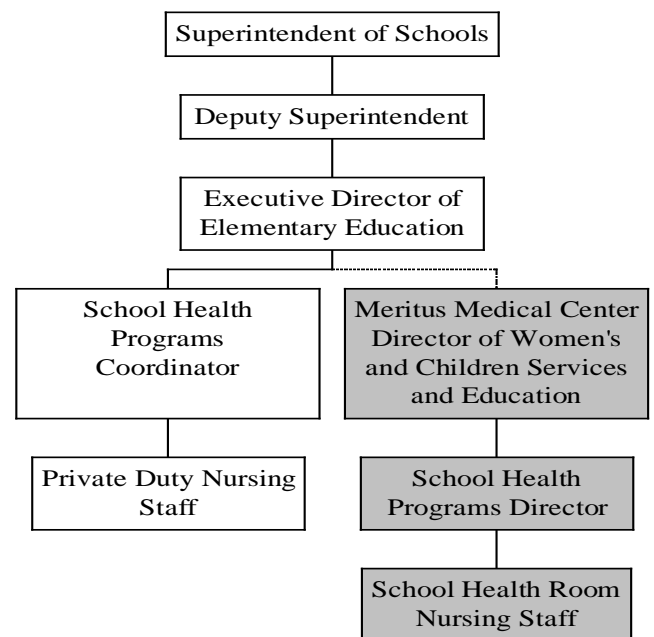 Superintendent of Schools
Deputy Superintendent
Executive Director of
Elementary Education
School Health
Programs
Coordinator
Meritus Medical Center
Director of Women's
and Children Services
and Education
Private Duty Nursing
Staff
School Health
Programs Director
School Health Room
Nursing Staff